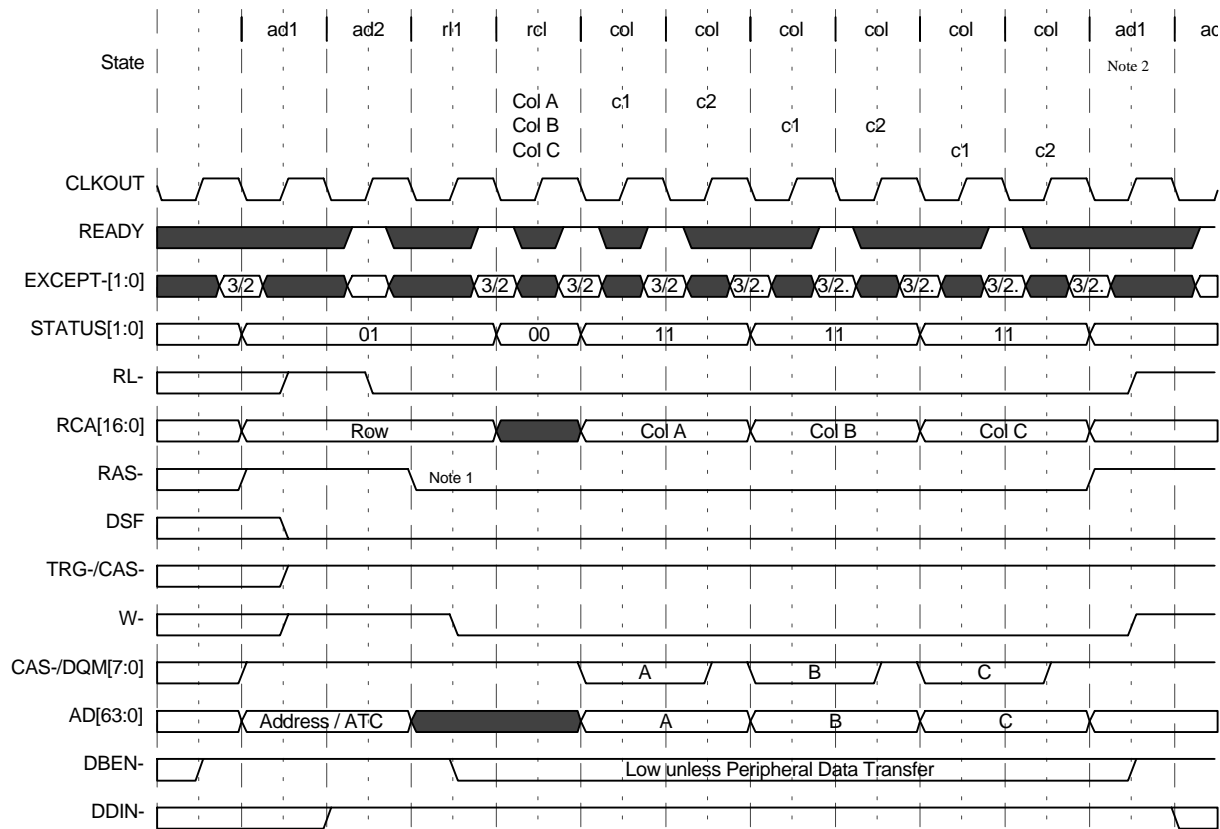 ad1 ad2 rl1 rcl col col col col col col ad1 ad
State Note 2
Col A c1 c2
Col B c1 c2
Col C c1 c2
CLKOUT
READY
EXCEPT-[1:0] 3/2 3/2 3/2 3/2 3/2. 3/2. 3/2. 3/2. 3/2.
STATUS[1:0] 01 00 11 11 11
RL-
RCA[16:0] Row Col A Col B Col C
RAS- Note 1
DSF
TRG-/CAS-
W-
CAS-/DQM[7:0] A B C
AD[63:0] Address / ATC A B C
DBEN- Low unless Peripheral Data Transfer
DDIN-